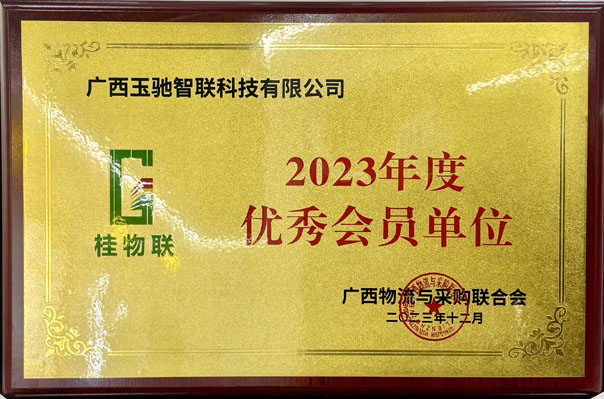 广西玉驰智联科技有限公司
桂物联
2023年度
优秀会员单位
广西物流与采购联合会
二〇二三年十二月